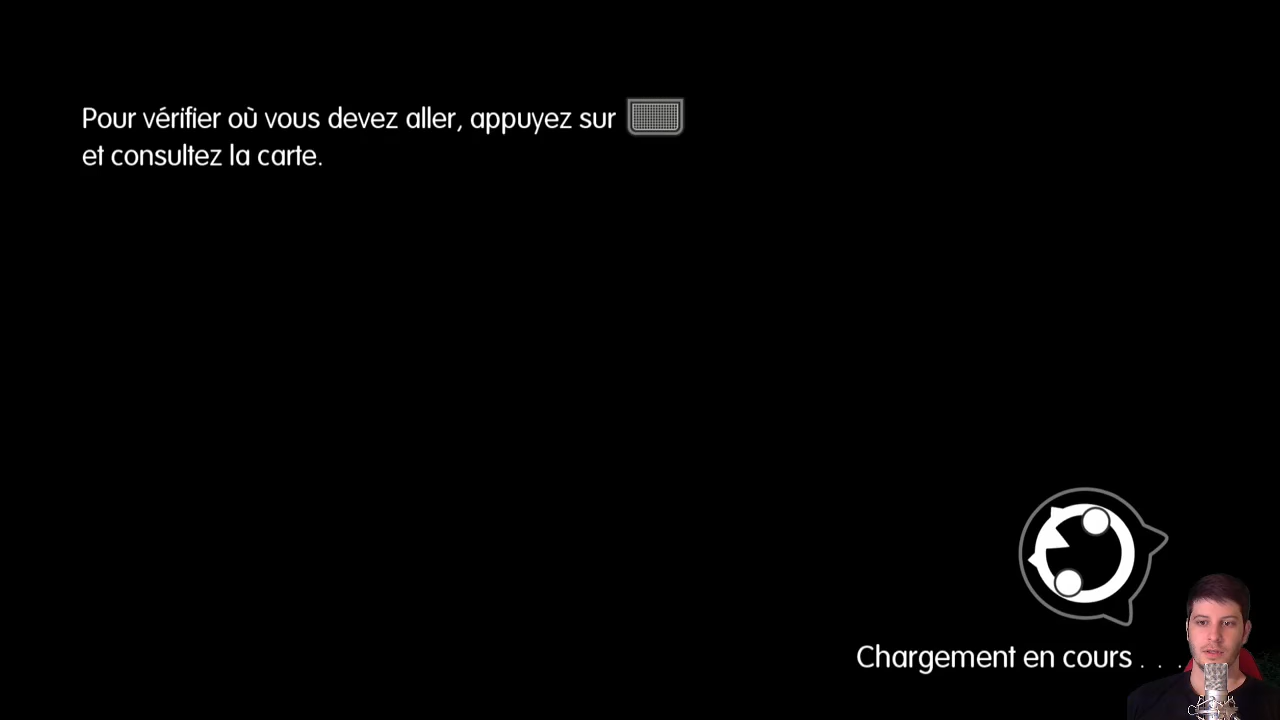 Pour vérifier où vous devez aller, appuyez sur
et consultez la carte.
Chargement en cours . . .